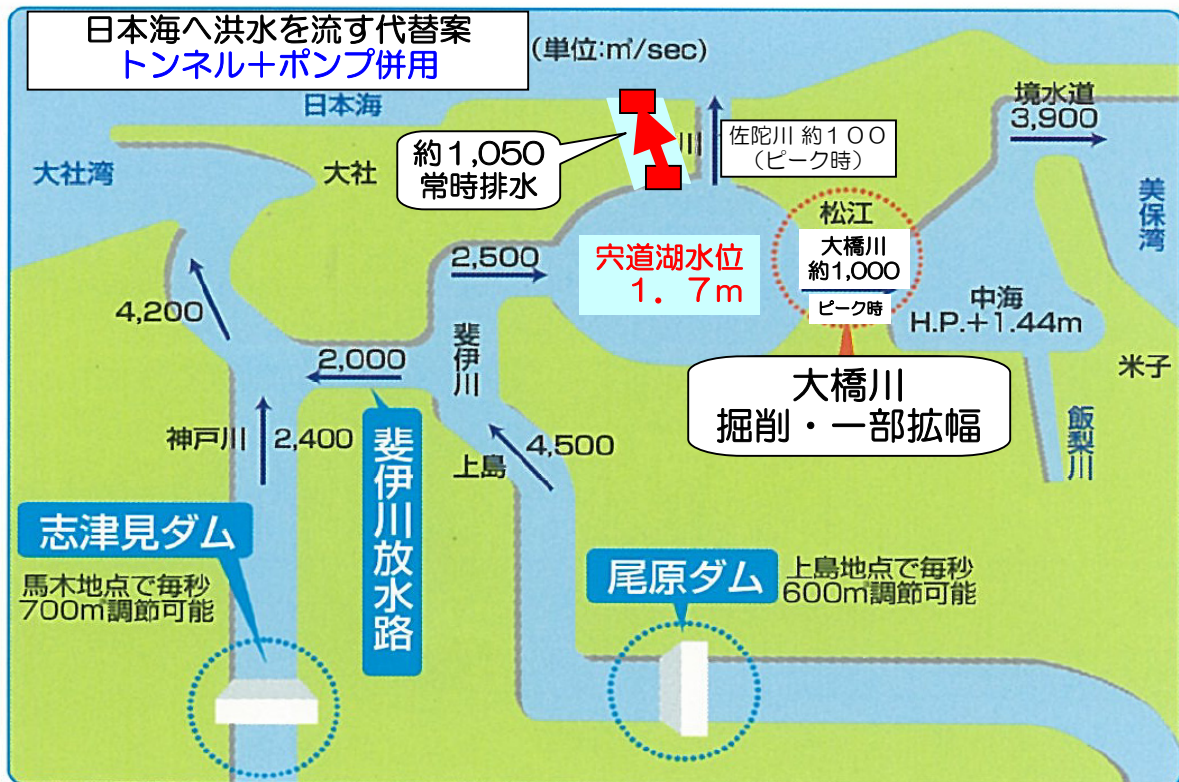 日本海へ洪水を流す代替案
トンネル+ポンプ併用
(単位:㎥/sec)
日本海
境水道
3,900
佐陀川 約100
(ピーク時)
川
約1,050
常時排水
大社湾
大社
美保湾
松江
大橋川
約1,000
ピーク時
2,500
宍道湖水位
1.7m
中海
H.P.+1.44m
4,200
斐伊川
2,000
米子
大橋川
掘削・一部拡幅
飯梨川
神戸川
2,400
斐伊川放水路
上島
4,500
志津見ダム
馬木地点で毎秒
700㎥調節可能
尾原ダム
上島地点で毎秒
600㎥調節可能